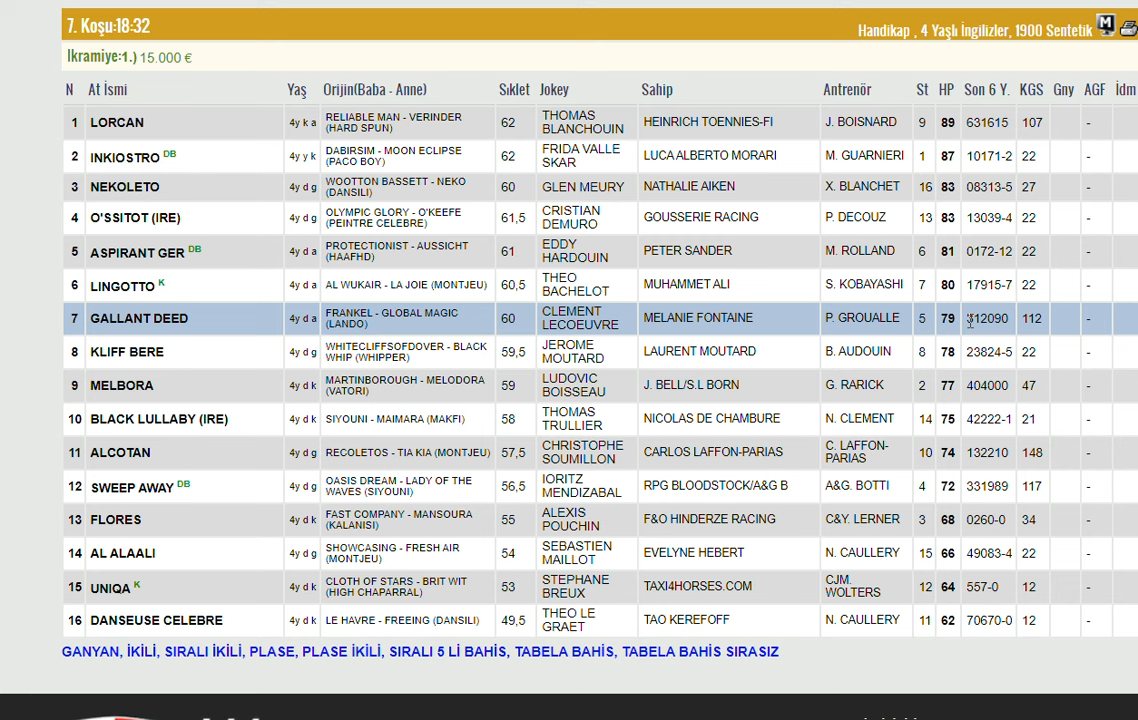 7. Koşu:18:32
Handikap , 4 Yaşlı İngilizler, 1900 Sentetik
Ikramiye:1.) 15.000 €
N At İsmi Yaş Orijin(Baba - Anne) Sıklet Jokey Sahip Antrenör St HP Son 6 Y. KGS Gny AGF İdm
1 LORCAN 4y k a RELIABLE MAN - VERINDER (HARD SPUN) 62 THOMAS BLANCHOUIN HEINRICH TOENNIES-FI J. BOISNARD 9 89 631615 107 -
2 INKIOSTRO DB 4y y k DABIRSIM - MOON ECLIPSE (PACO BOY) 62 FRIDA VALLE SKAR LUCA ALBERTO MORARI M. GUARNIERI 1 87 10171-2 22 -
3 NEKOLETO 4y d g WOOTTON BASSETT - NEKO (DANSILI) 60 GLEN MEURY NATHALIE AIKEN X. BLANCHET 16 83 08313-5 27 -
4 O'SSITOT (IRE) 4y d g OLYMPIC GLORY - O'KEEFE (PEINTRE CELEBRE) 61,5 CRISTIAN DEMURO GOUSSERIE RACING P. DECOUZ 13 83 13039-4 22 -
5 ASPIRANT GER DB 4y d a PROTECTIONIST - AUSSICHT (HAAFHD) 61 EDDY HARDOUIN PETER SANDER M. ROLLAND 6 81 0172-12 22 -
6 LINGOTTO K 4y d a AL WUKAIR - LA JOIE (MONTJEU) 60,5 THEO BACHELOT MUHAMMET ALI S. KOBAYASHI 7 80 17915-7 22 -
7 GALLANT DEED 4y d a FRANKEL - GLOBAL MAGIC (LANDO) 60 CLEMENT LECOEUVRE MELANIE FONTAINE P. GROUALLE 5 79 12090 112 -
8 KLIFF BERE 4y d g WHITECLIFFSOFDOVER - BLACK WHIP (WHIPPER) 59,5 JEROME MOUTARD LAURENT MOUTARD B. AUDOUIN 8 78 23824-5 22 -
9 MELBORA 4y d k MARTINBOROUGH - MELODORA (VATORI) 59 LUDOVIC BOISSEAU J. BELL/S.L BORN G. RARICK 2 77 404000 47 -
10 BLACK LULLABY (IRE) 4y d k SIYOUNI - MAIMARA (MAKFI) 58 THOMAS TRULLIER NICOLAS DE CHAMBURE N. CLEMENT 14 75 42222-1 21 -
11 ALCOTAN 4y d g RECOLETOS - TIA KIA (MONTJEU) 57,5 CHRISTOPHE SOUMILLON CARLOS LAFFON-PARIAS C. LAFFON-PARIAS 10 74 132210 148 -
12 SWEEP AWAY DB 4y d g OASIS DREAM - LADY OF THE WAVES (SIYOUNI) 56,5 IORITZ MENDIZABAL RPG BLOODSTOCK/A&G B A&G. BOTTI 4 72 331989 117 -
13 FLORES 4y d k FAST COMPANY - MANSOURA (KALANISI) 55 ALEXIS POUCHIN F&O HINDERZE RACING C&Y. LERNER 3 68 0260-0 34 -
14 AL ALAALI 4y d g SHOWCASING - FRESH AIR (MONTJEU) 54 SEBASTIEN MAILLOT EVELYNE HEBERT N. CAULLERY 15 66 49083-4 22 -
15 UNIQA K 4y d k CLOTH OF STARS - BRIT WIT (HIGH CHAPARRAL) 53 STEPHANE BREUX TAXI4HORSES.COM CJM. WOLTERS 12 64 557-0 12 -
16 DANSEUSE CELEBRE 4y d k LE HAVRE - FREEING (DANSILI) 49,5 THEO LE GRAET TAO KEREFOFF N. CAULLERY 11 62 70670-0 12 -
GANYAN, İKİLİ, SIRALI İKİLİ, PLASE, PLASE İKİLİ, SIRALI 5 Lİ BAHİS, TABELA BAHİS, TABELA BAHİS SIRASIZ